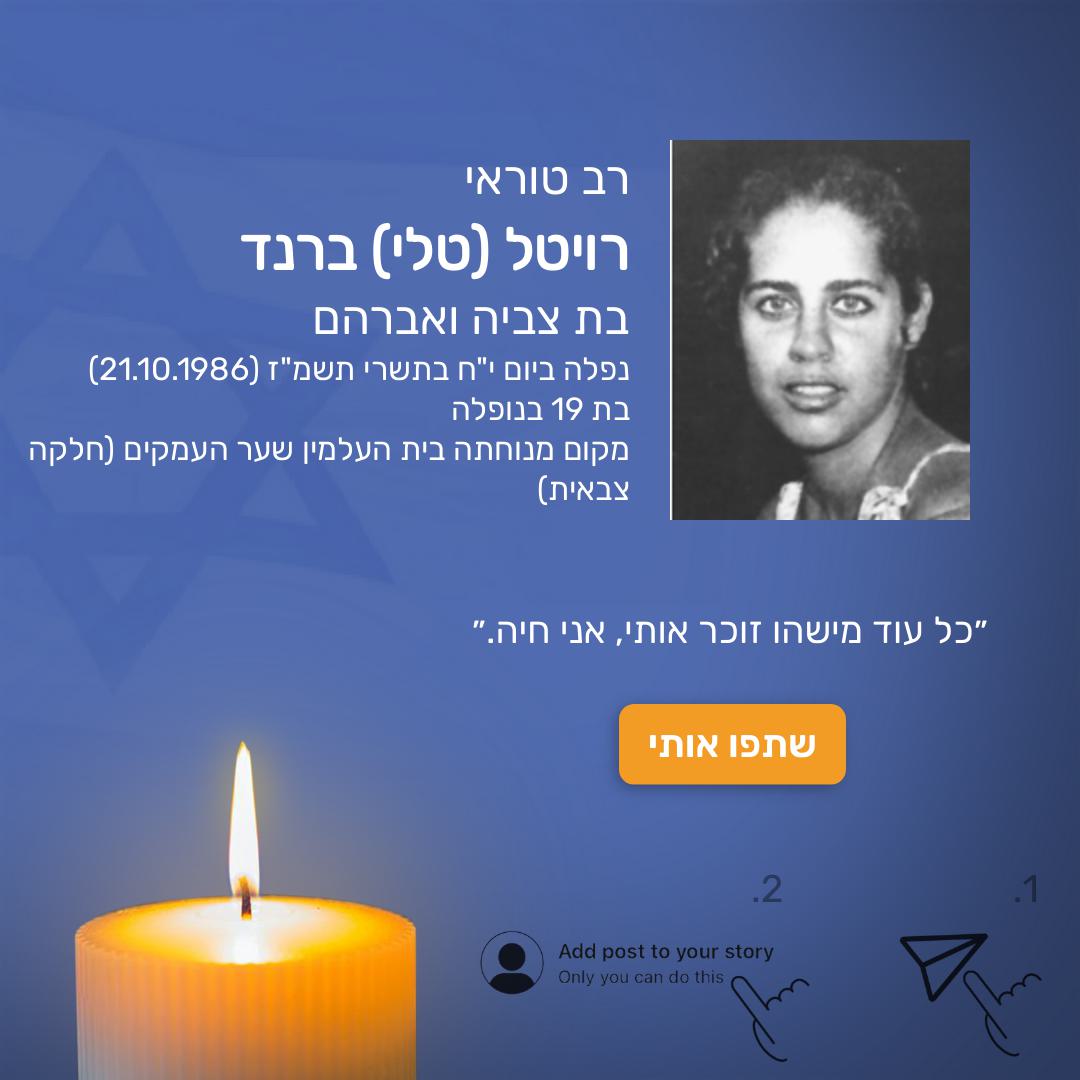 רב טוראי
רויטל (טלי) ברנד
בת צביה ואברהם
נפלה ביום י"ח בתשרי תשמ"ז (21.10.1986)
בת 19 בנופלה
מקום מנוחתה בית העלמין שער העמקים (חלקה
צבאית)
״כל עוד מישהו זוכר אותי, אני חיה.״
שתפו אותי
.1
.2
Add post to your story
Only you can do this